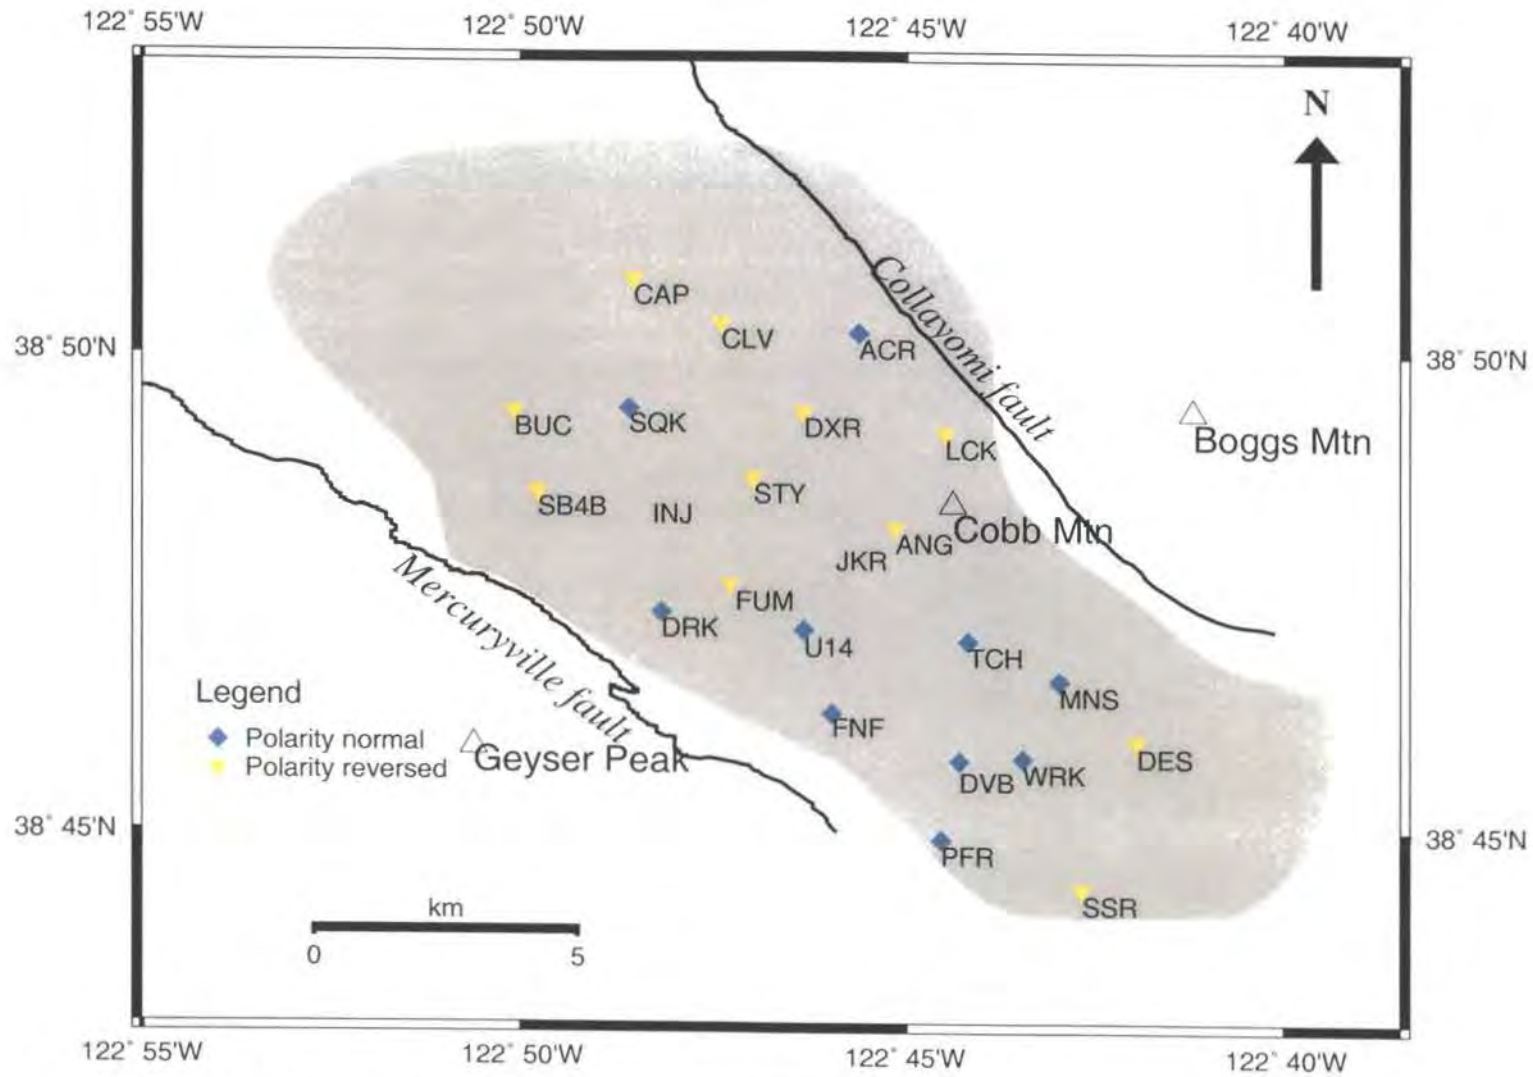 122° 55'W
122° 50'W
122° 45'W
122° 40'W
N
CAP
CLV
ACR
Collayomi fault
38° 50'N
38° 50'N
BUC
SQK
DXR
LCK
Boggs Mtn
SB4B
INJ
STY
Cobb Mtn
JKR
ANG
Mercuryville fault
FUM
DRK
U14
TCH
MNS
Legend
Polarity normal
Polarity reversed
Geyser Peak
FNF
DVB
WRK
DES
38° 45'N
38° 45'N
PFR
SSR
km
0
5
122° 55'W
122° 50'W
122° 45'W
122° 40'W